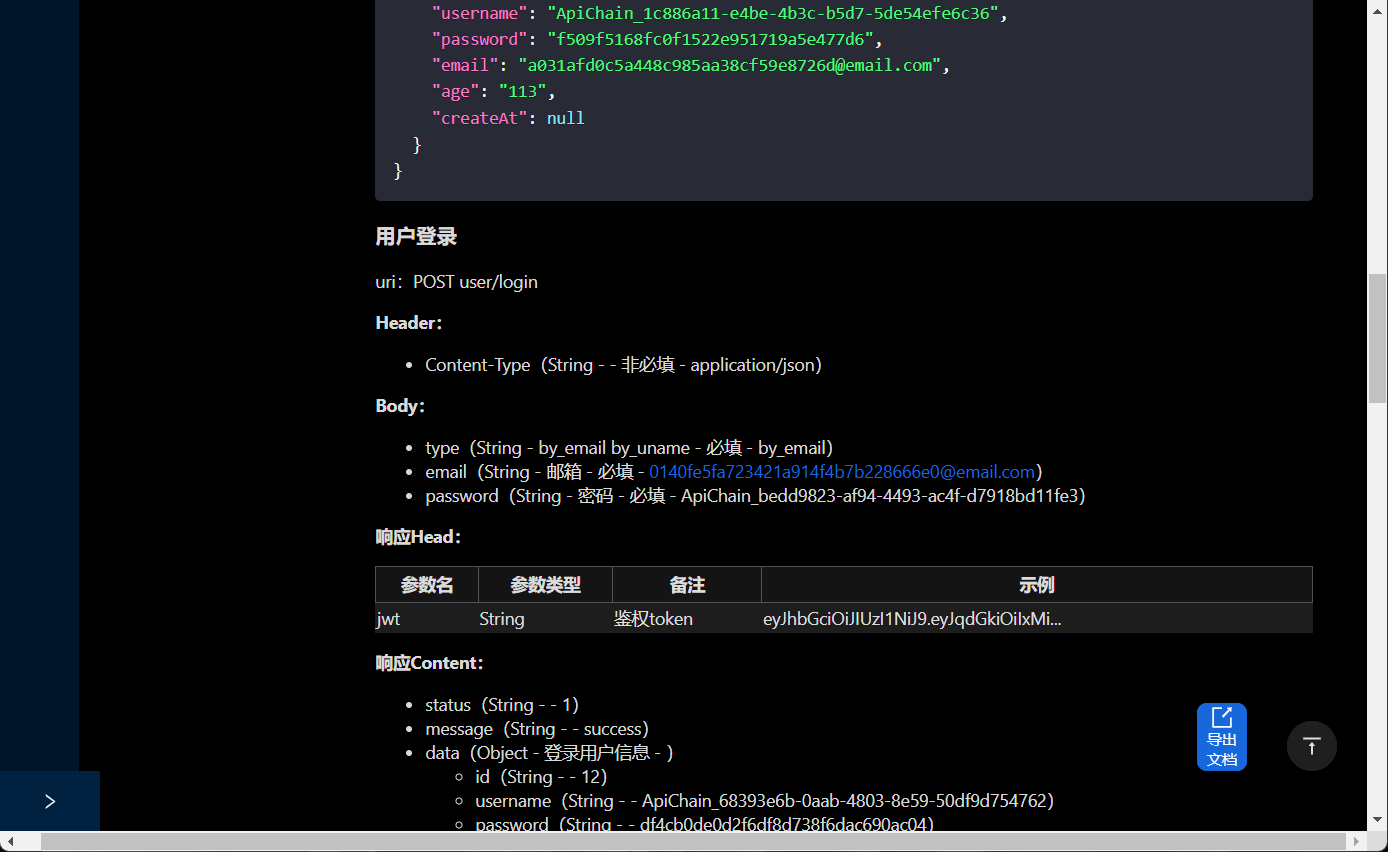 "username": "ApiChain_1c886a11-e4be-4b3c-b5d7-5de54efe6c36",
"password": "f509f5168fc0f1522e951719a5e477d6",
"email": "a031afd0c5a448c985aa38cf59e8726d@email.com",
"age": "113",
"createAt": null
}
}
用户登录
uri：POST user/login
Header：
Content-Type（String - - 非必填 - application/json）
Body：
type（String - by_email by_uname - 必填 - by_email）
email（String - 邮箱 - 必填 - 0140fe5fa723421a914f4b7b228666e0@email.com）
password（String - 密码 - 必填 - ApiChain_bedd9823-af94-4493-ac4f-d7918bd11fe3）
响应Head：
参数名 参数类型 备注 示例
jwt String 鉴权token eyJhbGciOiJIUzI1NiJ9.eyJqdGkiOiIxMi...
响应Content：
status（String - - 1）
message（String - - success）
data（Object - 登录用户信息 - ）
id（String - - 12）
username（String - - ApiChain_68393e6b-0aab-4803-8e59-50df9d754762）
password（String - - df4cb0de0d2f6df8d738f6dac690ac04）
导出
文档